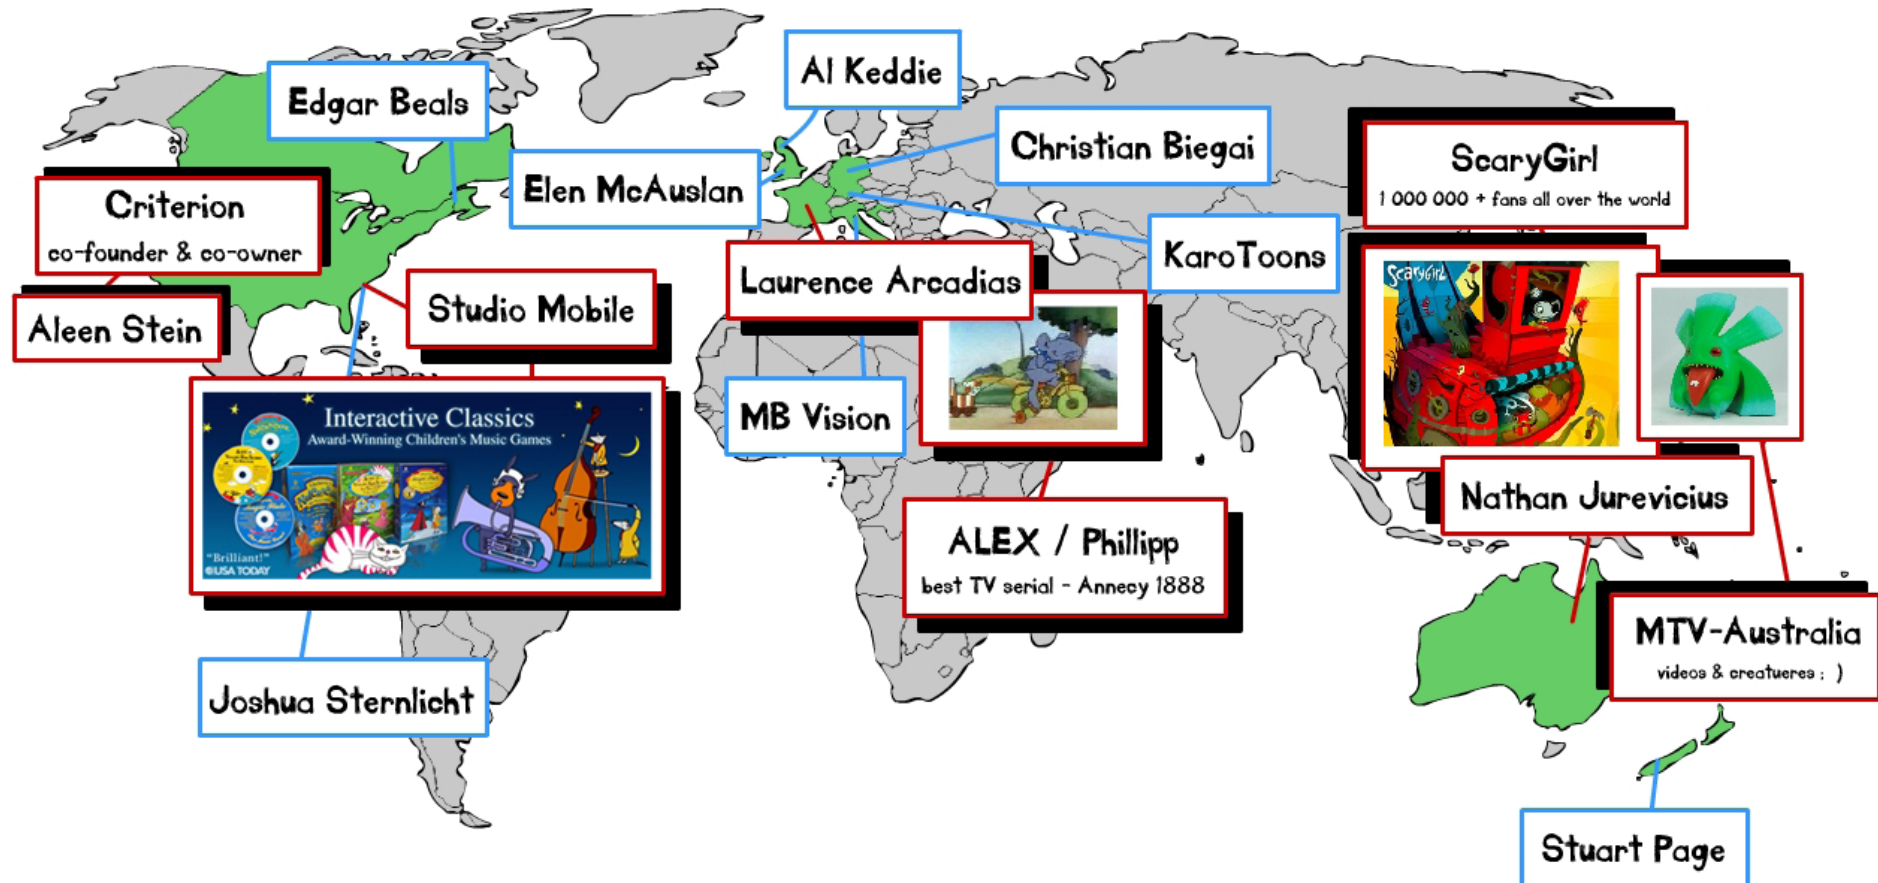 Al Keddie
Edgar Beals
Christian Biegai
ScaryGirl
1 000 000 + fans all over the world
Elen McAuslan
Criterion
co-founder & co-owner
KaroToons
Laurence Arcadias
Studio Mobile
Aleen Stein
SCARYGIRL
MB Vision
Interactive Classics
Award-Winning Children's Music Games
"Brilliant!"
©USA TODAY
Nathan Jurevicius
ALEX / Phillipp
best TV serial - Annecy 1888
MTV-Australia
videos & creatueres ; )
Joshua Sternlicht
Stuart Page